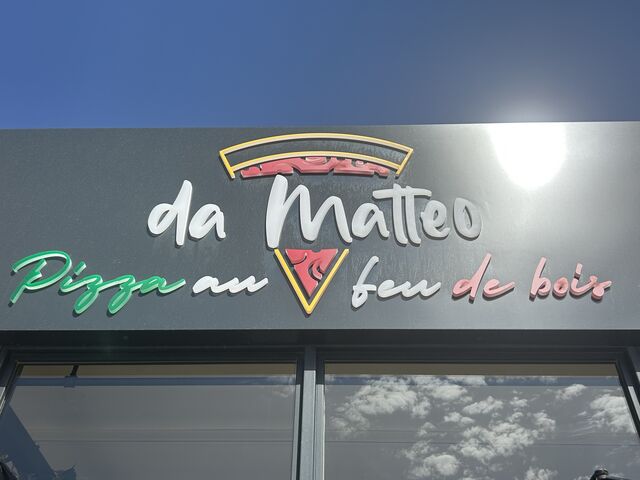 da Matteo
Pizza au feu de bois